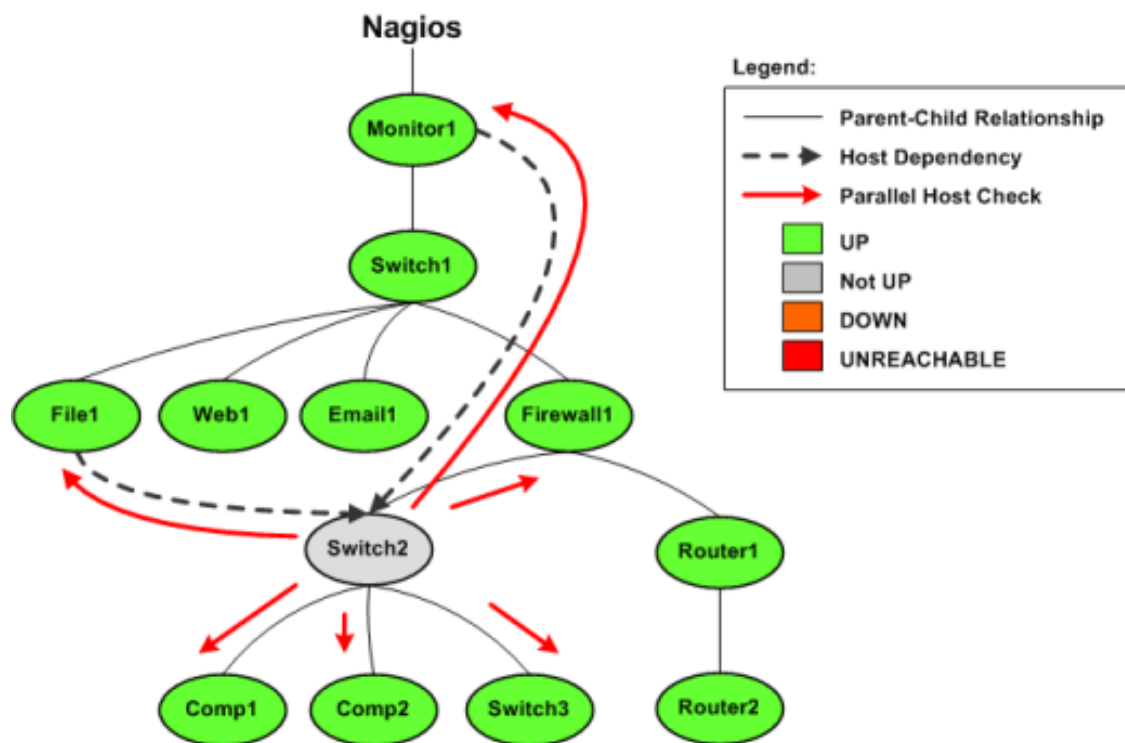 Nagios
Monitor1
Switch1
File1
Web1
Email1
Firewall1
Switch2
Router1
Comp1
Comp2
Switch3
Router2
Legend:
Parent-Child Relationship
Host Dependency
Parallel Host Check
UP
Not UP
DOWN
UNREACHABLE